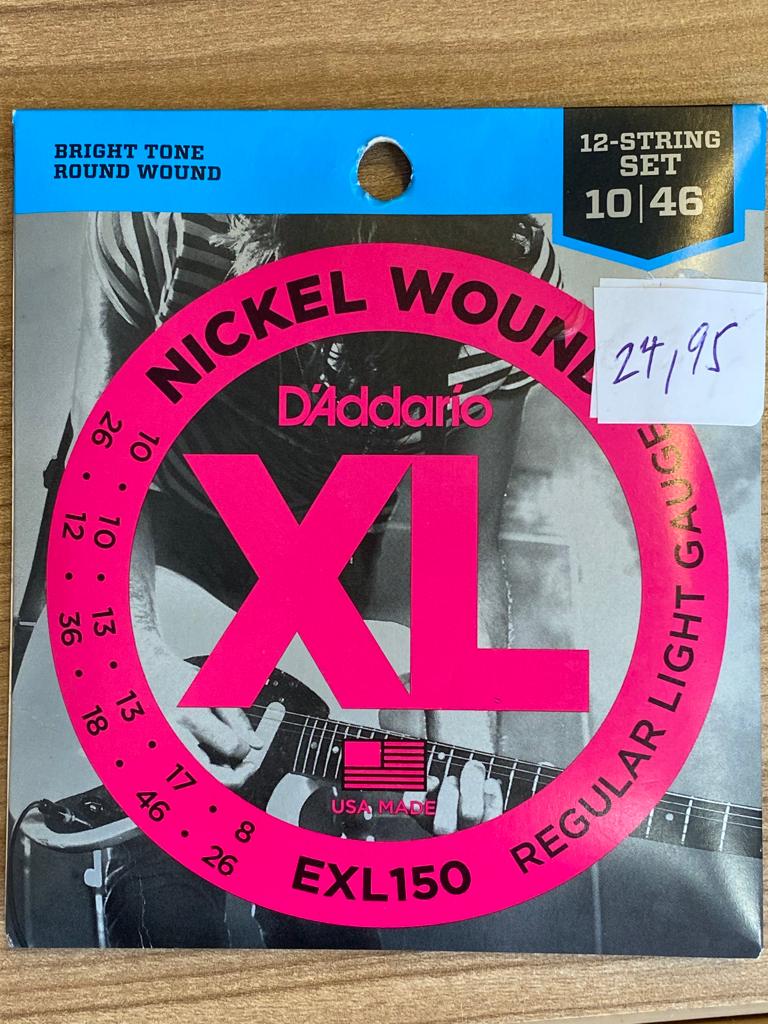 BRIGHT TONE
ROUND WOUND
12-STRING
SET
10|46
24,95
NICKEL WOUND
REGULAR LIGHT GAUGE
D'Addario
XL
10 · 10 · 13 · 13 · 17 · 8
26 · 12 · 36 · 18 · 46 · 26
USA MADE
EXL150